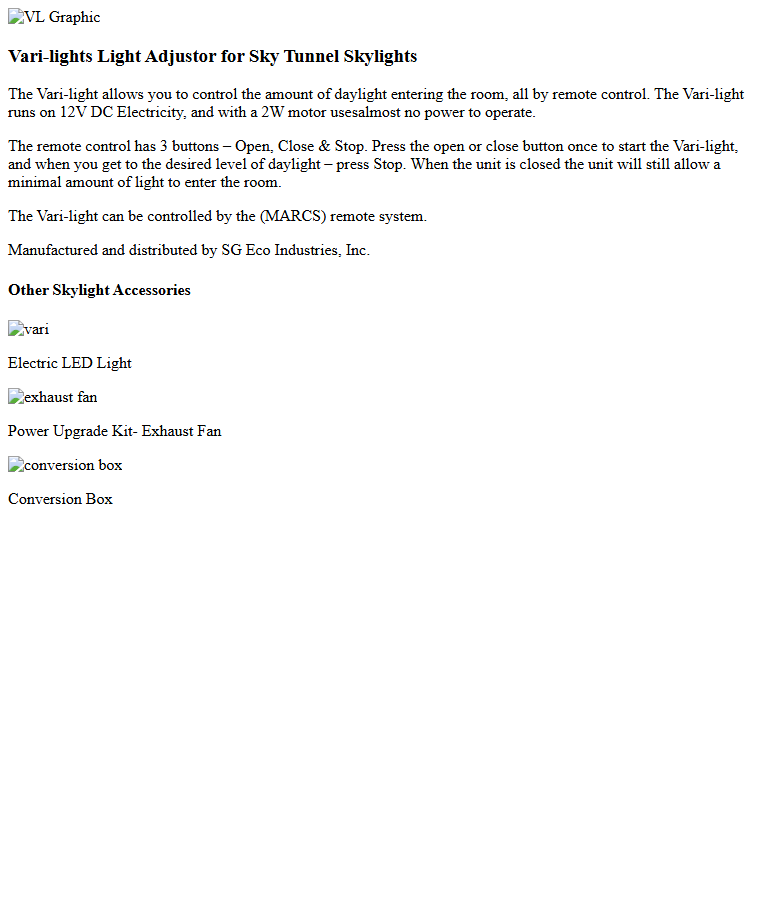 VL Graphic
Vari-lights Light Adjustor for Sky Tunnel Skylights
The Vari-light allows you to control the amount of daylight entering the room, all by remote control. The Vari-light
runs on 12V DC Electricity, and with a 2W motor usesalmost no power to operate.
The remote control has 3 buttons – Open, Close & Stop. Press the open or close button once to start the Vari-light,
and when you get to the desired level of daylight – press Stop. When the unit is closed the unit will still allow a
minimal amount of light to enter the room.
The Vari-light can be controlled by the (MARCS) remote system.
Manufactured and distributed by SG Eco Industries, Inc.
Other Skylight Accessories
vari
Electric LED Light
exhaust fan
Power Upgrade Kit- Exhaust Fan
conversion box
Conversion Box